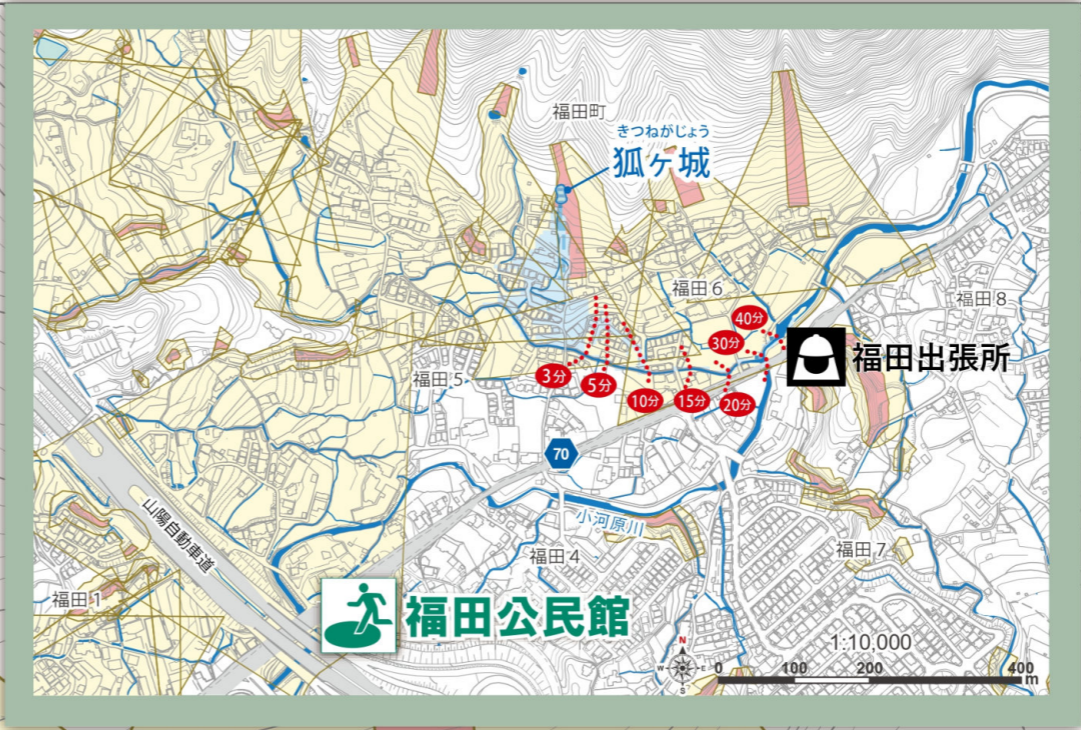 福田町
きつねがじょう
狐ヶ城
福田6
福田8
40分
30分
福田出張所
福田5
3分
5分
10分
15分
20分
70
山陽自動車道
小河原川
福田4
福田7
福田1
福田公民館
1:10,000
N
W
E
S
0 100 200 400
m